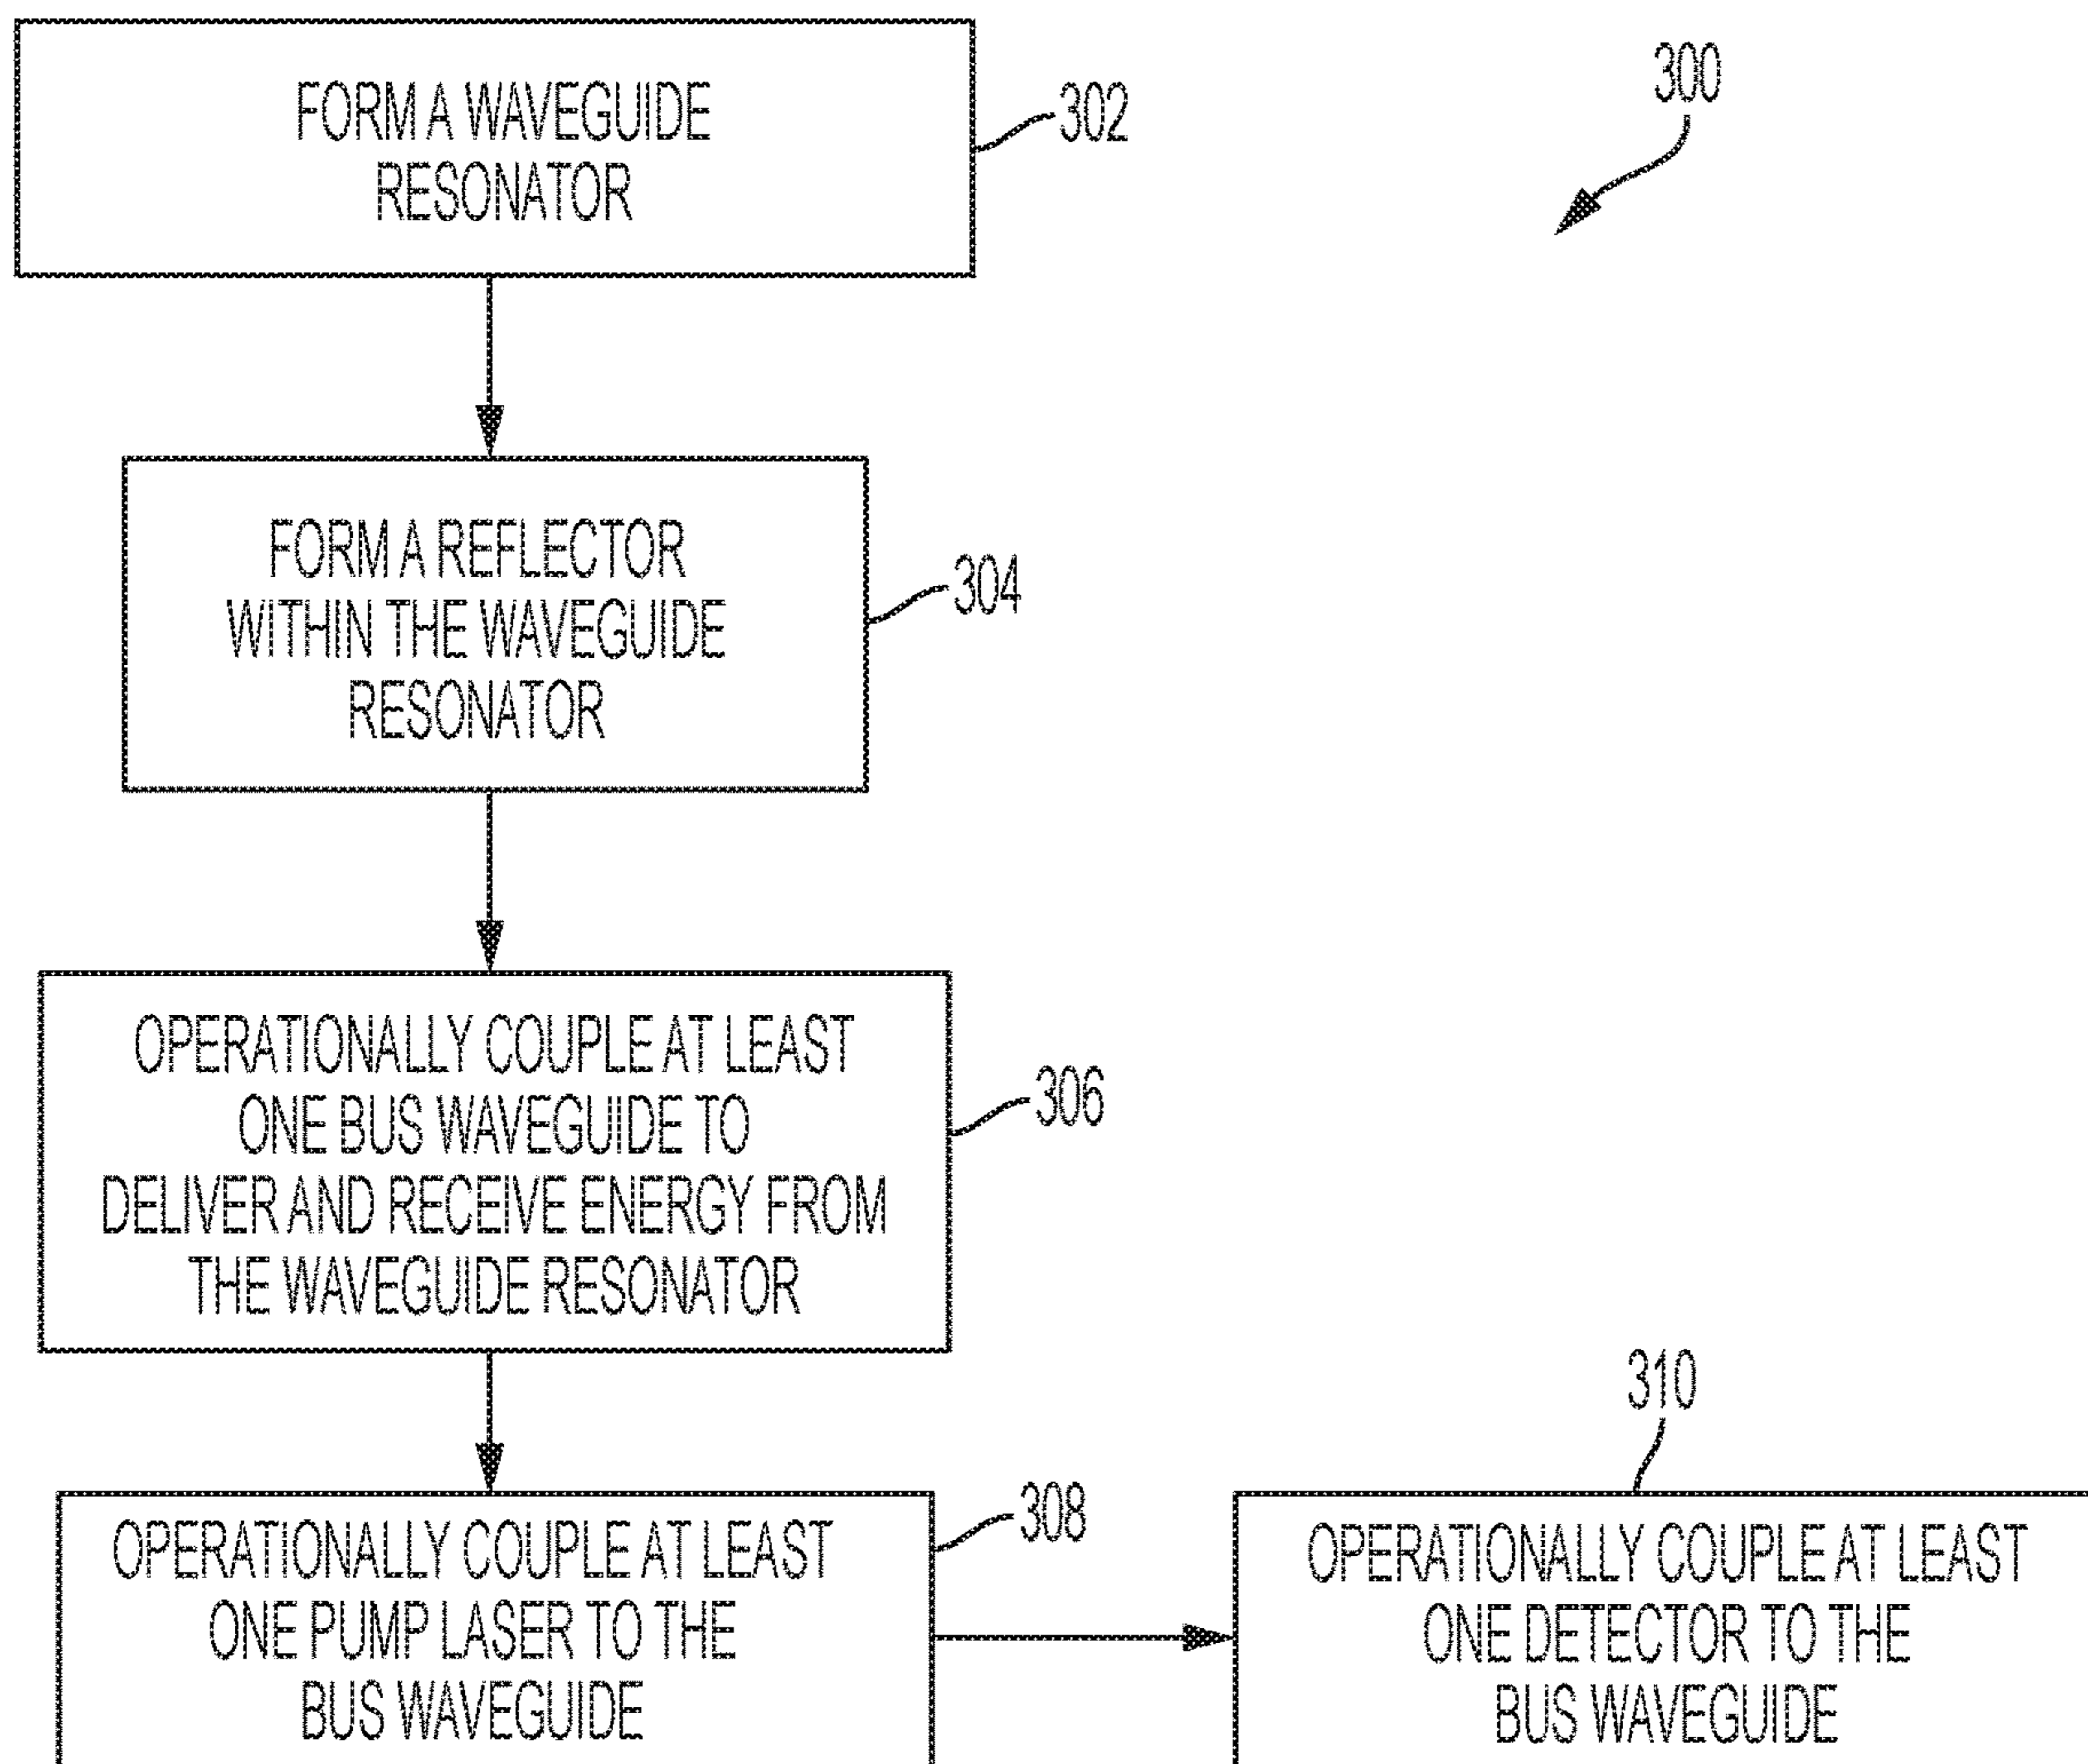 FORM A WAVEGUIDE
RESONATOR
302
300
FORM A REFLECTOR
WITHIN THE WAVEGUIDE
RESONATOR
304
OPERATIONALLY COUPLE AT LEAST
ONE BUS WAVEGUIDE TO
DELIVER AND RECEIVE ENERGY FROM
THE WAVEGUIDE RESONATOR
306
OPERATIONALLY COUPLE AT LEAST
ONE PUMP LASER TO THE
BUS WAVEGUIDE
308
310
OPERATIONALLY COUPLE AT LEAST
ONE DETECTOR TO THE
BUS WAVEGUIDE